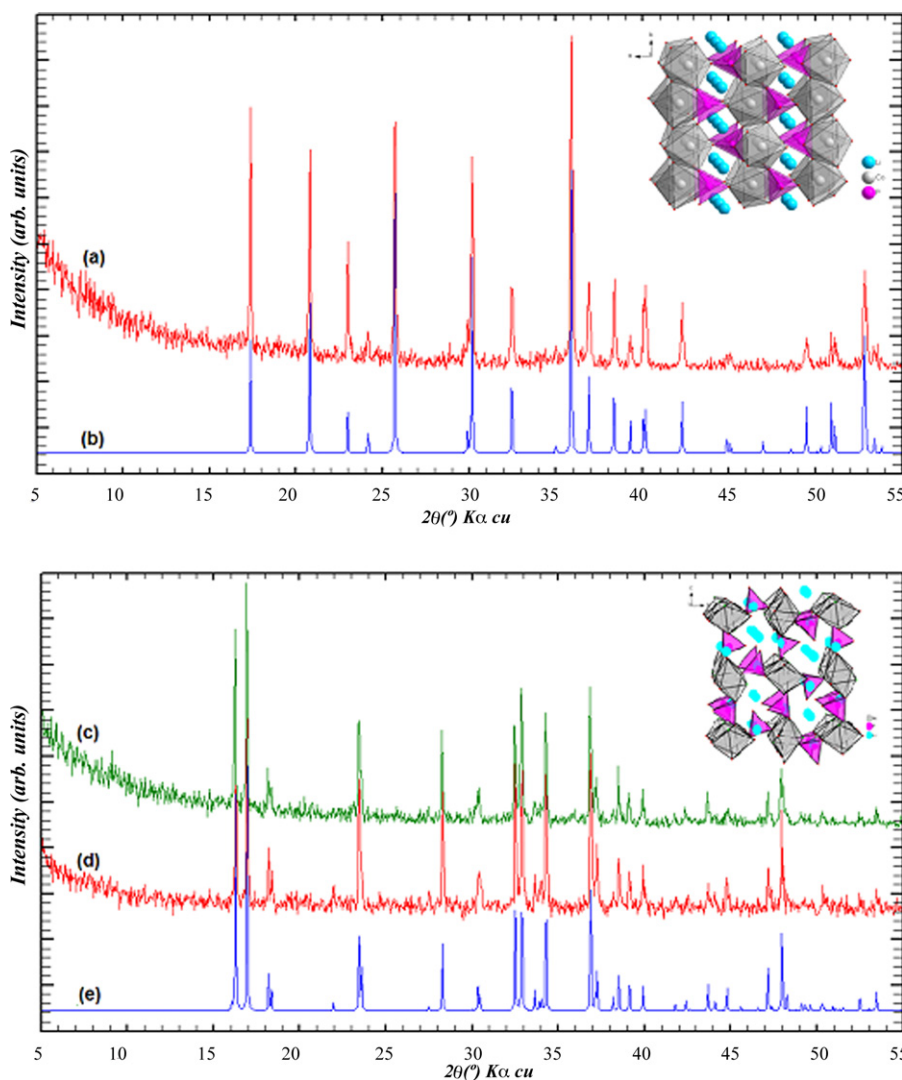 Intensity (arb. units)
(a)
(b)
Co
5 10 15 20 25 30 35 40 45 50 55
2θ(º) Kα cu
Intensity (arb. units)
(c)
(d)
(e)
5 10 15 20 25 30 35 40 45 50 55
2θ(º) Kα cu